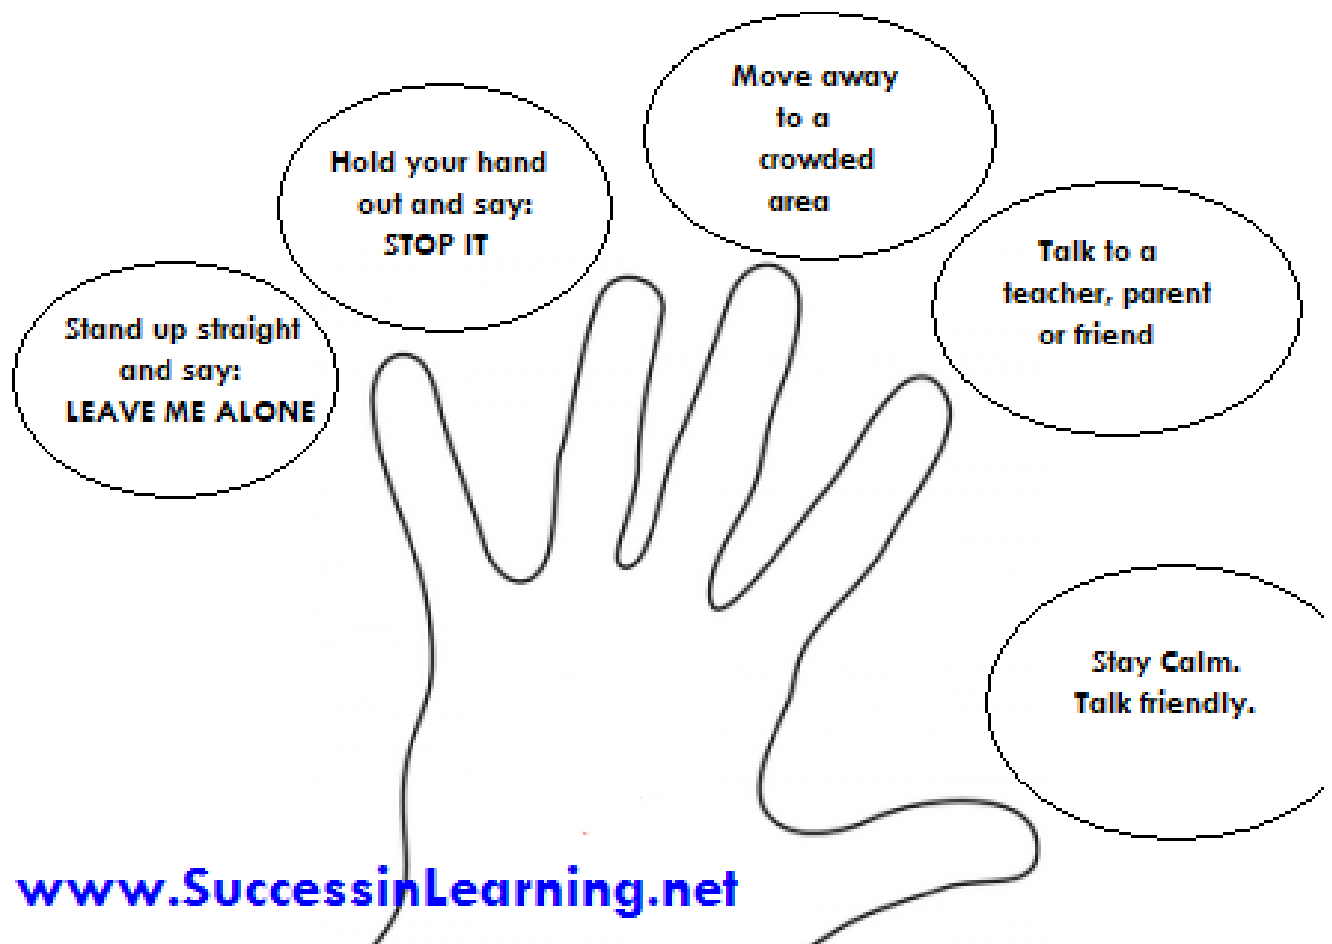 Move away
to a
crowded
area
Hold your hand
out and say:
STOP IT
Talk to a
teacher, parent
or friend
Stand up straight
and say:
LEAVE ME ALONE
Stay Calm.
Talk friendly.
www.SuccessinLearning.net